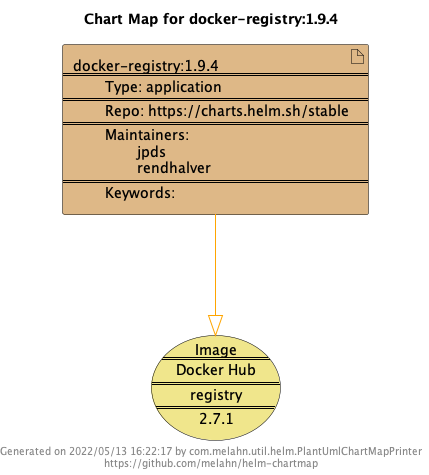 Chart Map for docker-registry:1.9.4
docker-registry:1.9.4
Type: application
Repo: https://charts.helm.sh/stable
Maintainers:
jpds
rendhalver
Keywords:
Image
Docker Hub
registry
2.7.1
Generated on 2022/05/13 16:22:17 by com.melahn.util.helm.PlantUmlChartMapPrinter
https://github.com/melahn/helm-chartmap